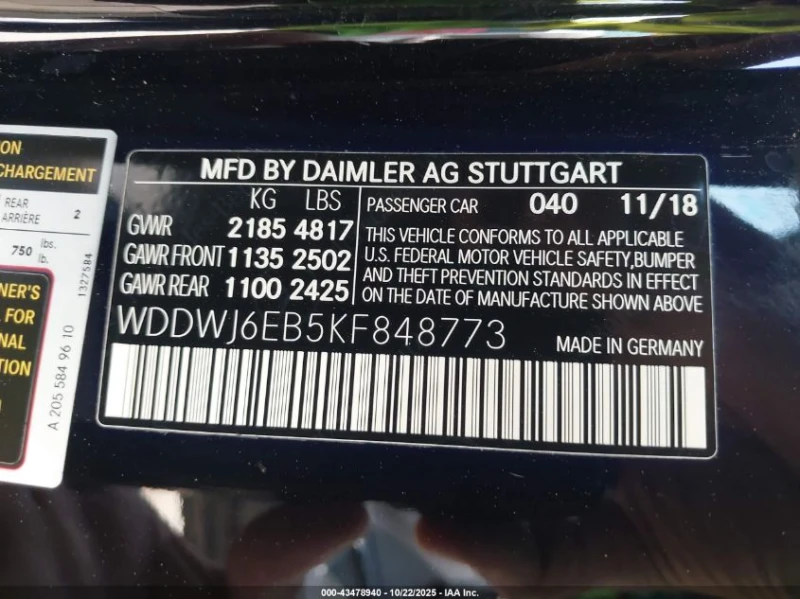 ON
CHARGEMENT
REAR
ARRIÈRE 2
750 lbs.
lb.
NER'S
L FOR
ONAL
TION
1327584
A 205 584 96 10
MFD BY DAIMLER AG STUTTGART
KG LBS
GWR 2185 4817
GAWR FRONT 1135 2502
GAWR REAR 1100 2425
PASSENGER CAR 040 11/18
THIS VEHICLE CONFORMS TO ALL APPLICABLE
U.S. FEDERAL MOTOR VEHICLE SAFETY,BUMPER
AND THEFT PREVENTION STANDARDS IN EFFECT
ON THE DATE OF MANUFACTURE SHOWN ABOVE
WDDWJ6EB5KF848773
MADE IN GERMANY
000-43478940 - 10/22/2025 - IAA Inc.